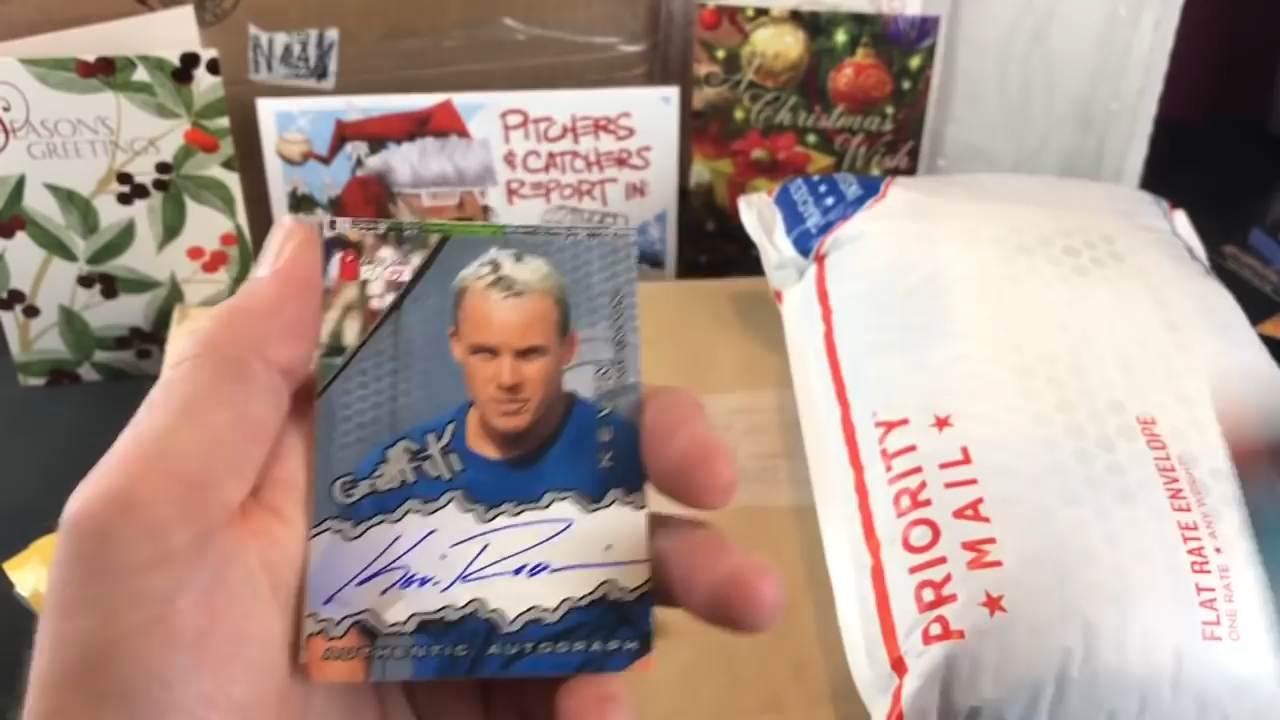 SEASON'S
GREETINGS
PITCHERS
& CATCHERS
REPORT IN:
A
Christmas
Wish
Graffiti
AUTHENTIC AUTOGRAPH
PRIORITY
★ MAIL ★
FLAT RATE ENVELOPE
ONE RATE ★ ANY WEIGHT